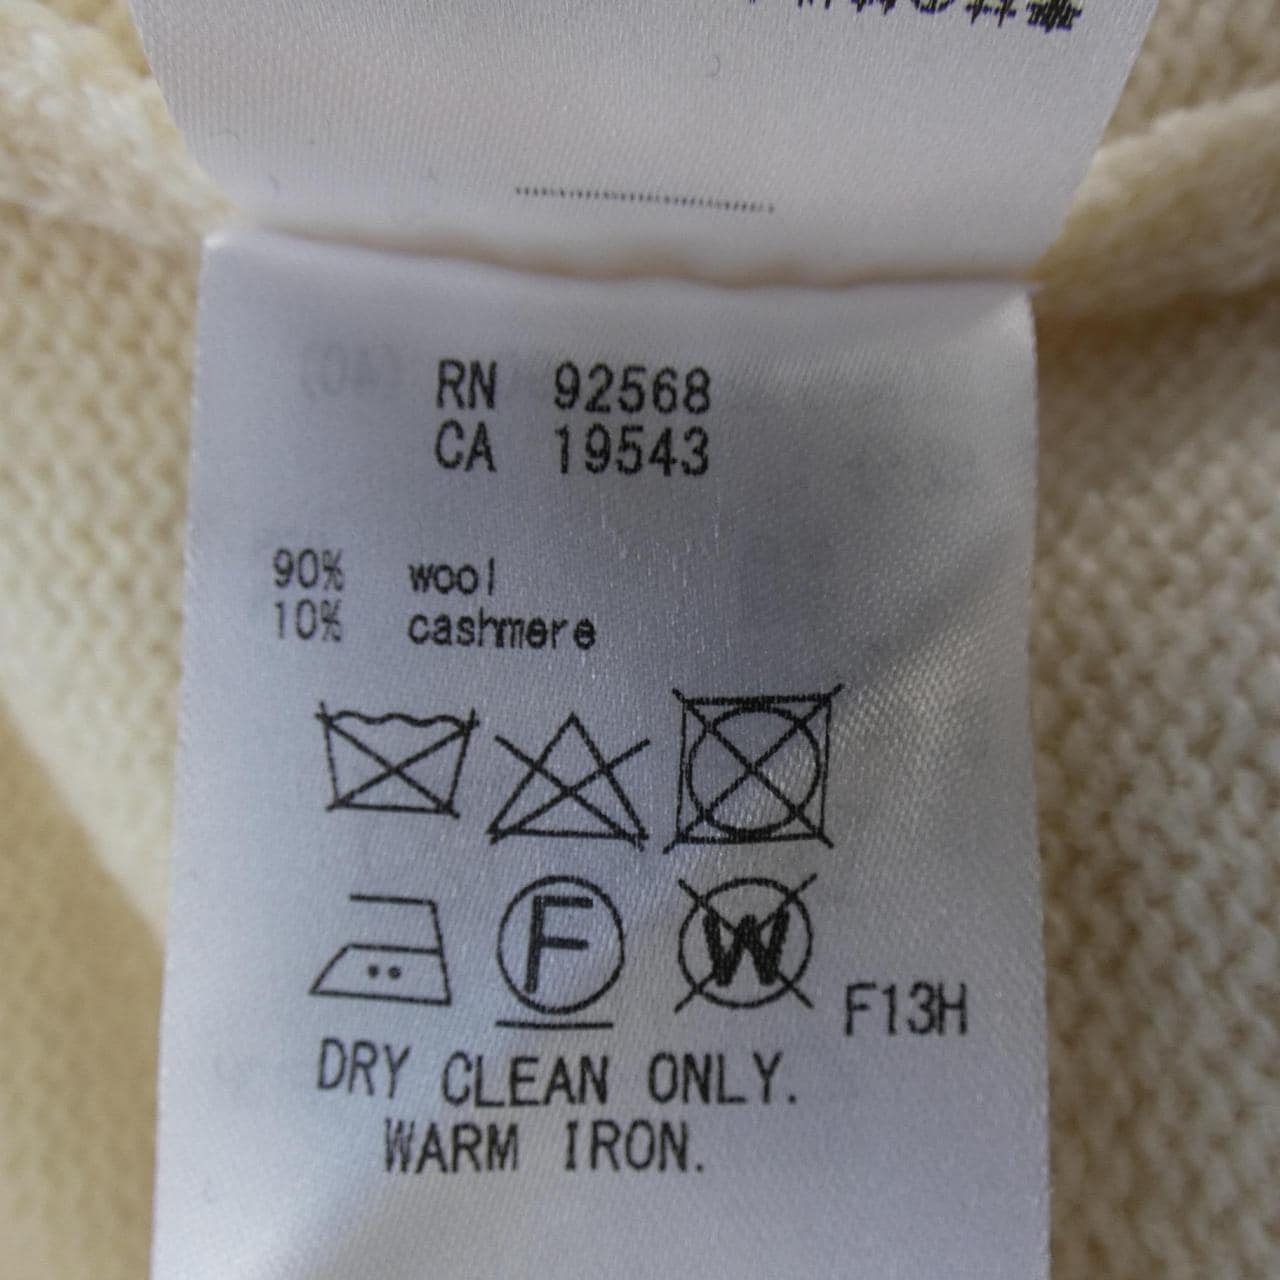 RN 92568
CA 19543
90% wool
10% cashmere
F W F13H
DRY CLEAN ONLY.
WARM IRON.